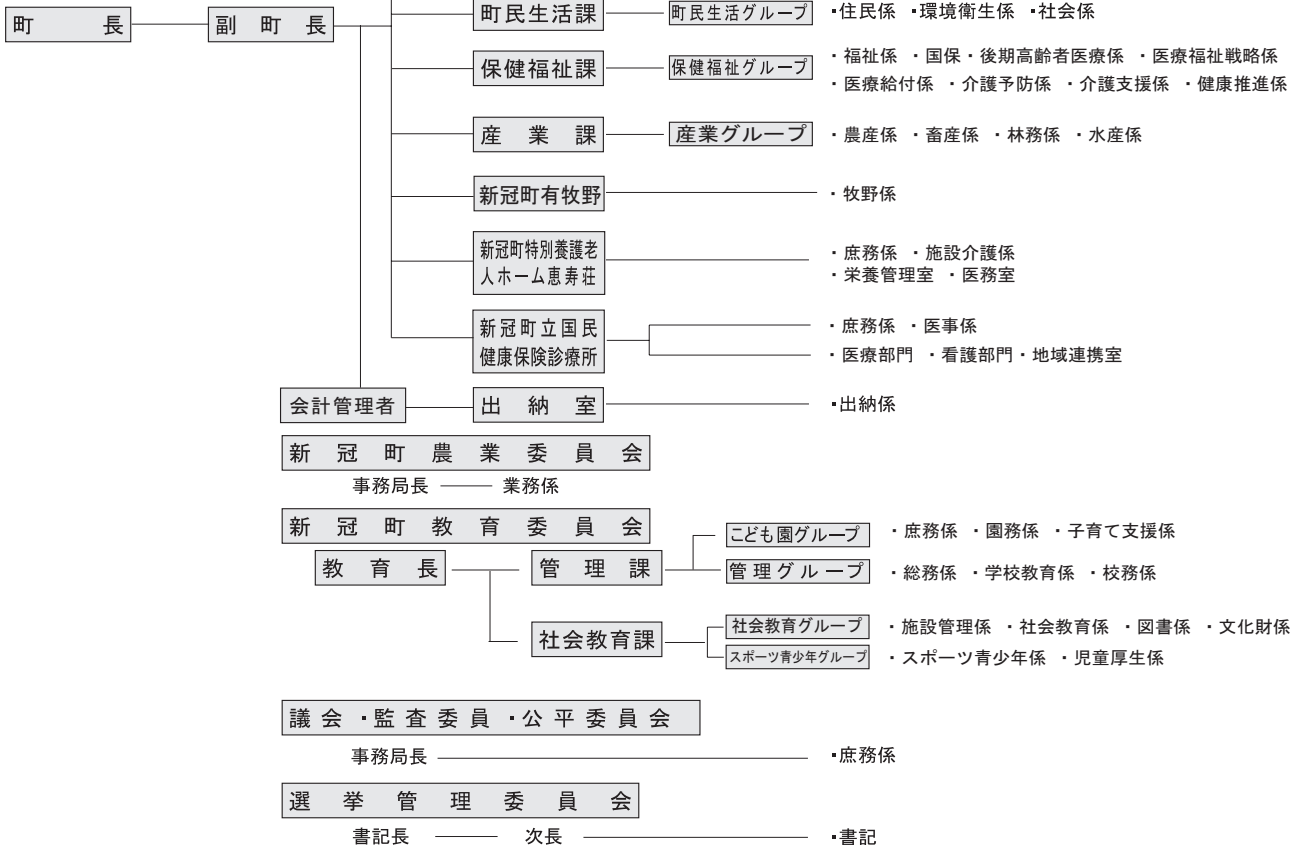 町長 副町長 町民生活課 町民生活グループ ▪住民係 ▪環境衛生係 ▪社会係
保健福祉課 保健福祉グループ ・福祉係 ・国保・後期高齢者医療係 ・医療福祉戦略係
・医療給付係 ・介護予防係 ・介護支援係 ・健康推進係
産業課 産業グループ ・農産係 ・畜産係 ・林務係 ・水産係
新冠町有牧野 ・牧野係
新冠町特別養護老
人ホーム恵寿荘
・庶務係 ・施設介護係
・栄養管理室 ・医務室
新冠町立国民
健康保険診療所
・庶務係 ・医事係
・医療部門 ・看護部門・地域連携室
会計管理者 出納室 ▪出納係
新冠町農業委員会
事務局長 業務係
新冠町教育委員会
教育長 管理課
こども園グループ ・庶務係 ・園務係 ・子育て支援係
管理グループ ・総務係 ・学校教育係 ・校務係
社会教育課
社会教育グループ ・施設管理係 ・社会教育係 ・図書係 ・文化財係
スポーツ青少年グループ ・スポーツ青少年係 ・児童厚生係
議会・監査委員・公平委員会
事務局長 ▪庶務係
選挙管理委員会
書記長 次長 ▪書記